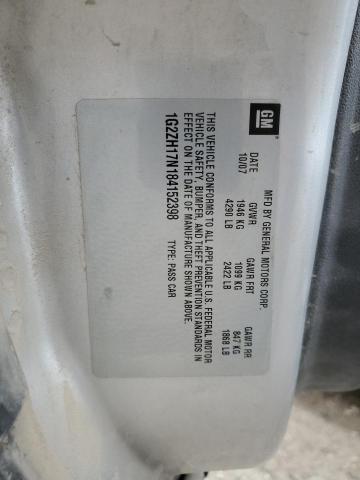 GM
MFD BY GENERAL MOTORS CORP.
DATE GVWR GAWR FRT GAWR RR
10/07 1946 KG 1099 KG 847 KG
4290 LB 2422 LB 1868 LB
THIS VEHICLE CONFORMS TO ALL APPLICABLE U.S. FEDERAL MOTOR
VEHICLE SAFETY, BUMPER, AND THEFT PREVENTION STANDARDS IN
EFFECT ON THE DATE OF MANUFACTURE SHOWN ABOVE.
1G2ZH17N184152398 TYPE: PASS CAR